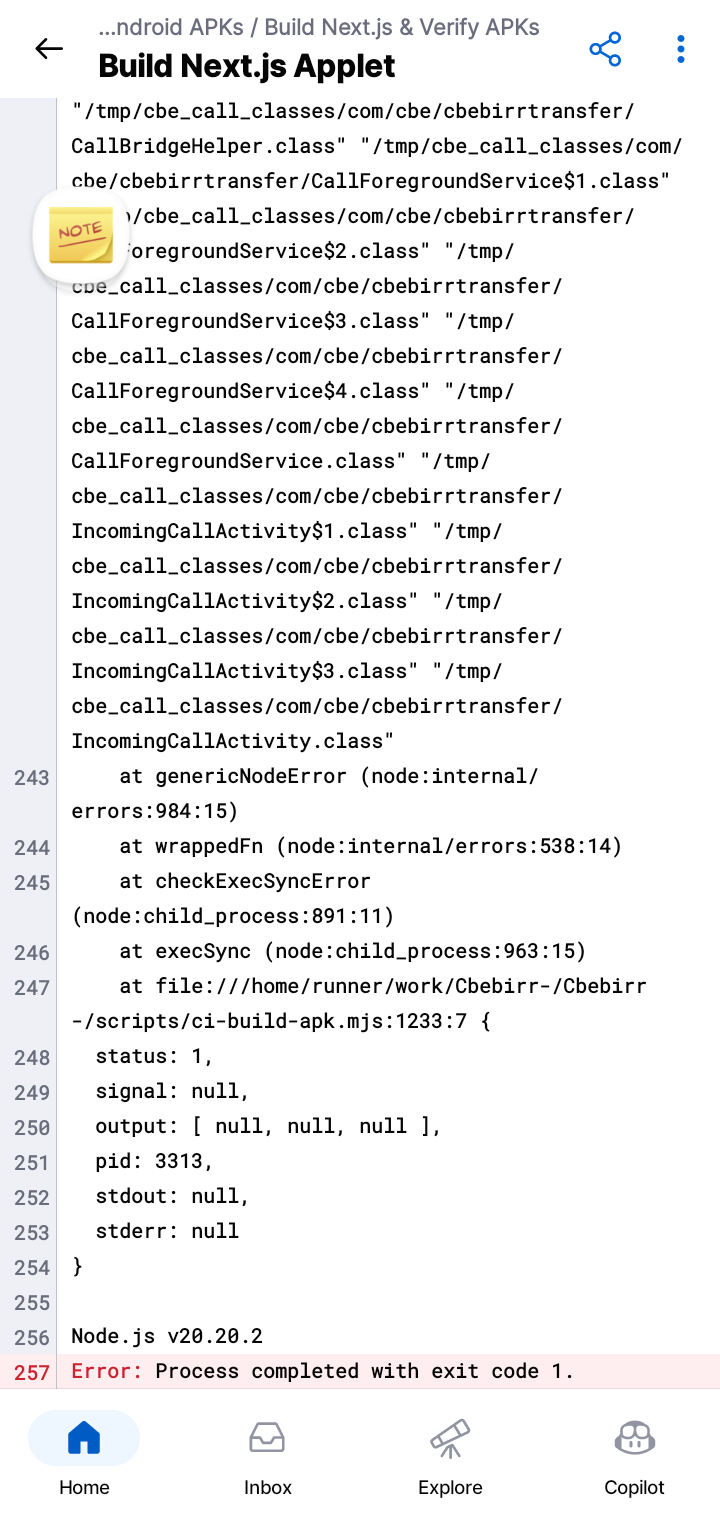 ...ndroid APKs / Build Next.js & Verify APKs
Build Next.js Applet
"/tmp/cbe_call_classes/com/cbe/cbebirrtransfer/
CallBridgeHelper.class" "/tmp/cbe_call_classes/com/
cbe/cbebirrtransfer/CallForegroundService$1.class"
/cbe_call_classes/com/cbe/cbebirrtransfer/
NOTE
ForegroundService$2.class" "/tmp/
cbe_call_classes/com/cbe/cbebirrtransfer/
CallForegroundService$3.class" "/tmp/
cbe_call_classes/com/cbe/cbebirrtransfer/
CallForegroundService$4.class" "/tmp/
cbe_call_classes/com/cbe/cbebirrtransfer/
CallForegroundService.class" "/tmp/
cbe_call_classes/com/cbe/cbebirrtransfer/
IncomingCallActivity$1.class" "/tmp/
cbe_call_classes/com/cbe/cbebirrtransfer/
IncomingCallActivity$2.class" "/tmp/
cbe_call_classes/com/cbe/cbebirrtransfer/
IncomingCallActivity$3.class" "/tmp/
cbe_call_classes/com/cbe/cbebirrtransfer/
IncomingCallActivity.class"
243 at genericNodeError (node:internal/
errors:984:15)
244 at wrappedFn (node:internal/errors:538:14)
245 at checkExecSyncError
(node:child_process:891:11)
246 at execSync (node:child_process:963:15)
247 at file:///home/runner/work/Cbebirr-/Cbebirr
-/scripts/ci-build-apk.mjs:1233:7 {
248 status: 1,
249 signal: null,
250 output: [ null, null, null ],
251 pid: 3313,
252 stdout: null,
253 stderr: null
254 }
255
256 Node.js v20.20.2
257 Error: Process completed with exit code 1.
Home Inbox Explore Copilot